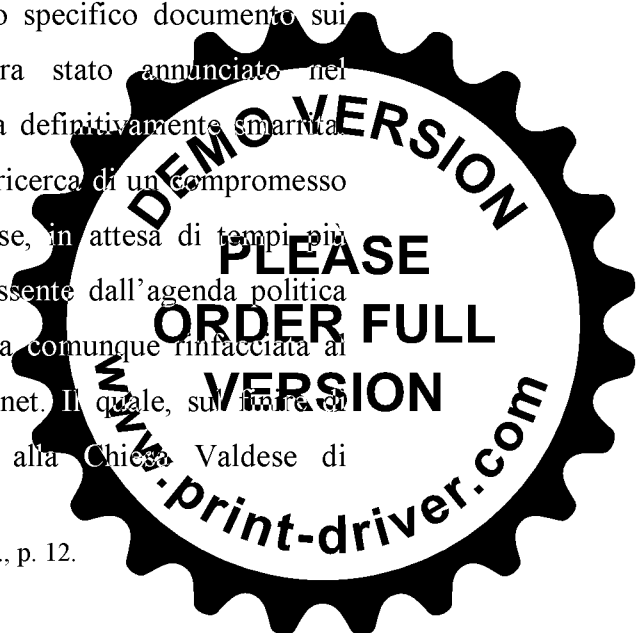 o specifico documento sui
ra stato annunciato nel
a definitivamente smarrita.
ricerca di un compromesso
se, in attesa di tempi più
ssente dall'agenda politica
a comunque rinfacciata al
net. Il quale, sul finire di
alla Chiesa Valdese di
., p. 12.
DEMO VERSION
PLEASE
ORDER FULL
VERSION
www.print-driver.com